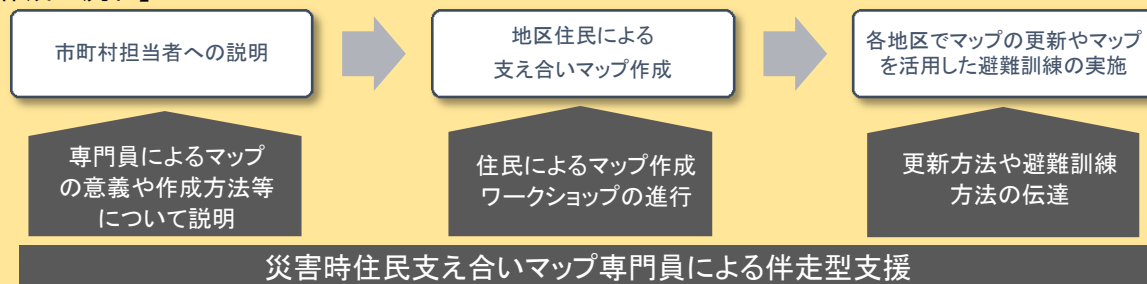 市町村担当者への説明
地区住民による
支え合いマップ作成
各地区でマップの更新やマップ
を活用した避難訓練の実施
専門員によるマップ
の意義や作成方法等
について説明
住民によるマップ作成
ワークショップの進行
更新方法や避難訓練
方法の伝達
災害時住民支え合いマップ専門員による伴走型支援